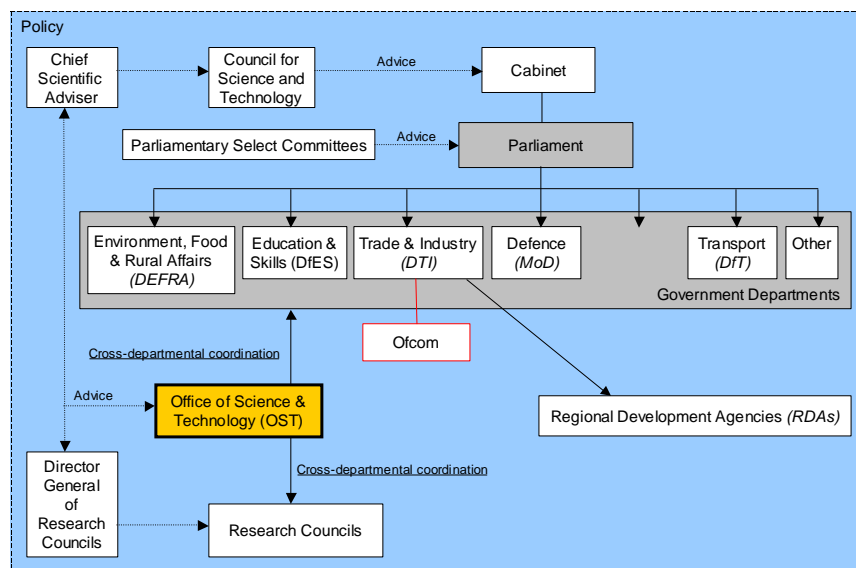 Policy
Chief
Scientific
Adviser
Council for
Science and
Technology
Advice
Cabinet
Parliamentary Select Committees
Advice
Parliament
Environment, Food
& Rural Affairs
(DEFRA)
Education &
Skills (DfES)
Trade & Industry
(DTI)
Defence
(MoD)
Transport
(DfT)
Other
Government Departments
Ofcom
Cross-departmental coordination
Advice
Office of Science &
Technology (OST)
Regional Development Agencies (RDAs)
Cross-departmental coordination
Director
General
of
Research
Councils
Research Councils